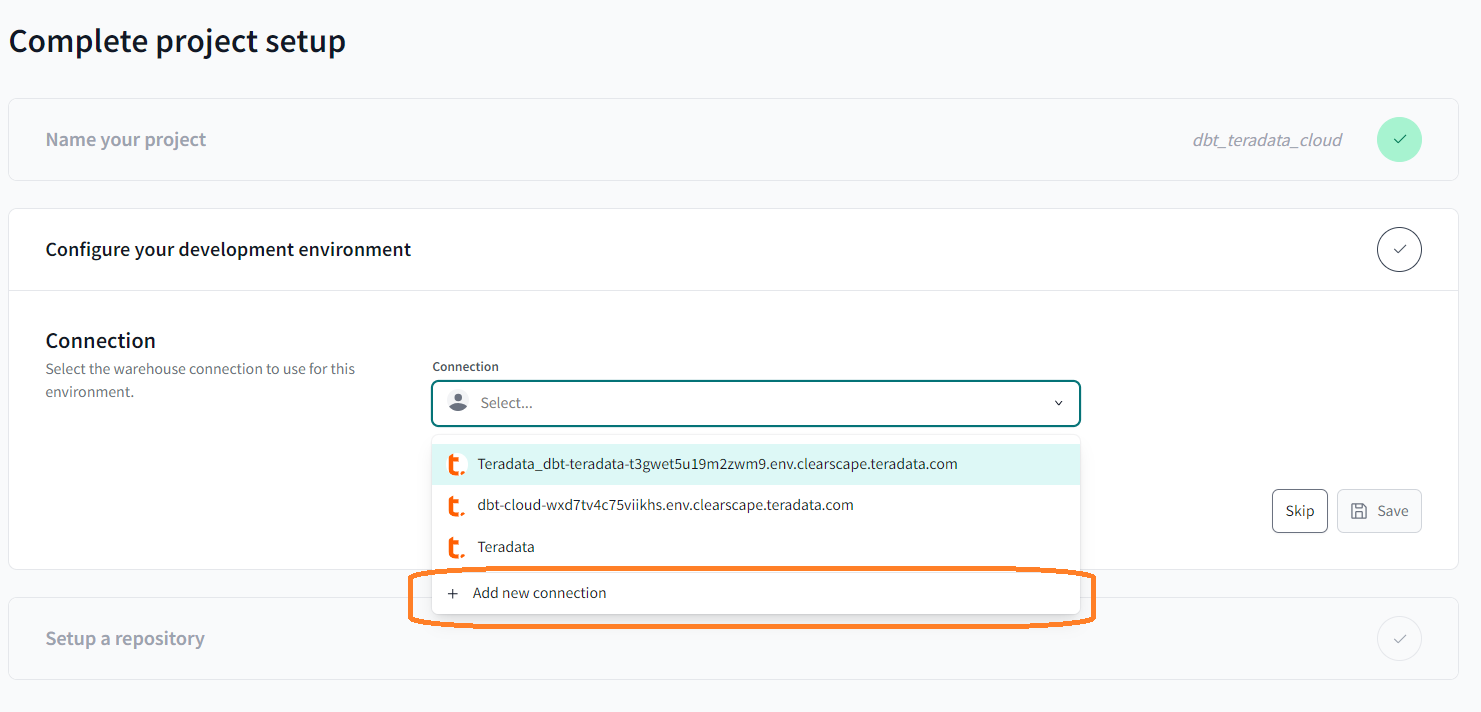 Complete project setup
Name your project
dbt_teradata_cloud
Configure your development environment
Connection
Select the warehouse connection to use for this
environment.
Connection
Select...
Teradata_dbt-teradata-t3gwet5u19m2zwm9.env.clearscape.teradata.com
dbt-cloud-wxd7tv4c75viikhs.env.clearscape.teradata.com
Teradata
+ Add new connection
Skip
Save
Setup a repository